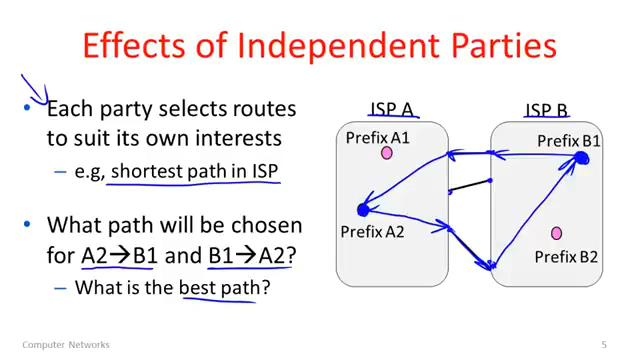 Effects of Independent Parties
• Each party selects routes
to suit its own interests
– e.g, shortest path in ISP
• What path will be chosen
for A2→B1 and B1→A2?
– What is the best path?
ISP A
ISP B
Prefix A1
Prefix B1
Prefix A2
Prefix B2
Computer Networks
5